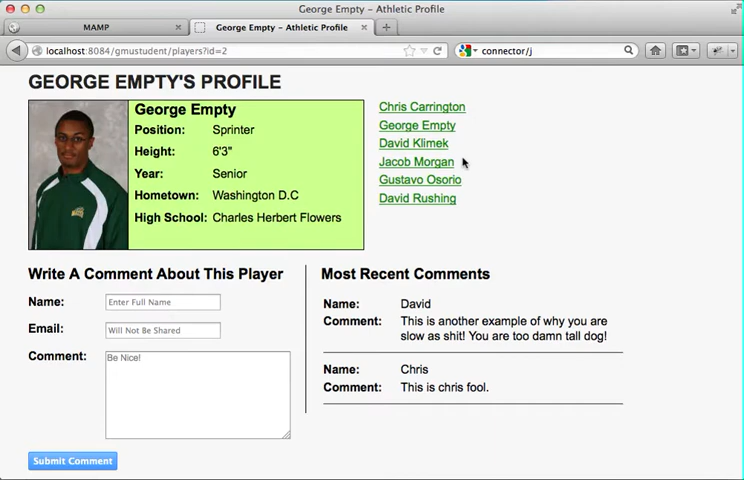 George Empty – Athletic Profile
MAMP
George Empty – Athletic Profile
localhost:8084/gmustudent/players?id=2
connector/j
GEORGE EMPTY'S PROFILE
George Empty
Position: Sprinter
Height: 6'3"
Year: Senior
Hometown: Washington D.C
High School: Charles Herbert Flowers
Chris Carrington
George Empty
David Klimek
Jacob Morgan
Gustavo Osorio
David Rushing
Write A Comment About This Player
Name: Enter Full Name
Email: Will Not Be Shared
Comment: Be Nice!
Submit Comment
Most Recent Comments
Name: David
Comment: This is another example of why you are
slow as shit! You are too damn tall dog!
Name: Chris
Comment: This is chris fool.